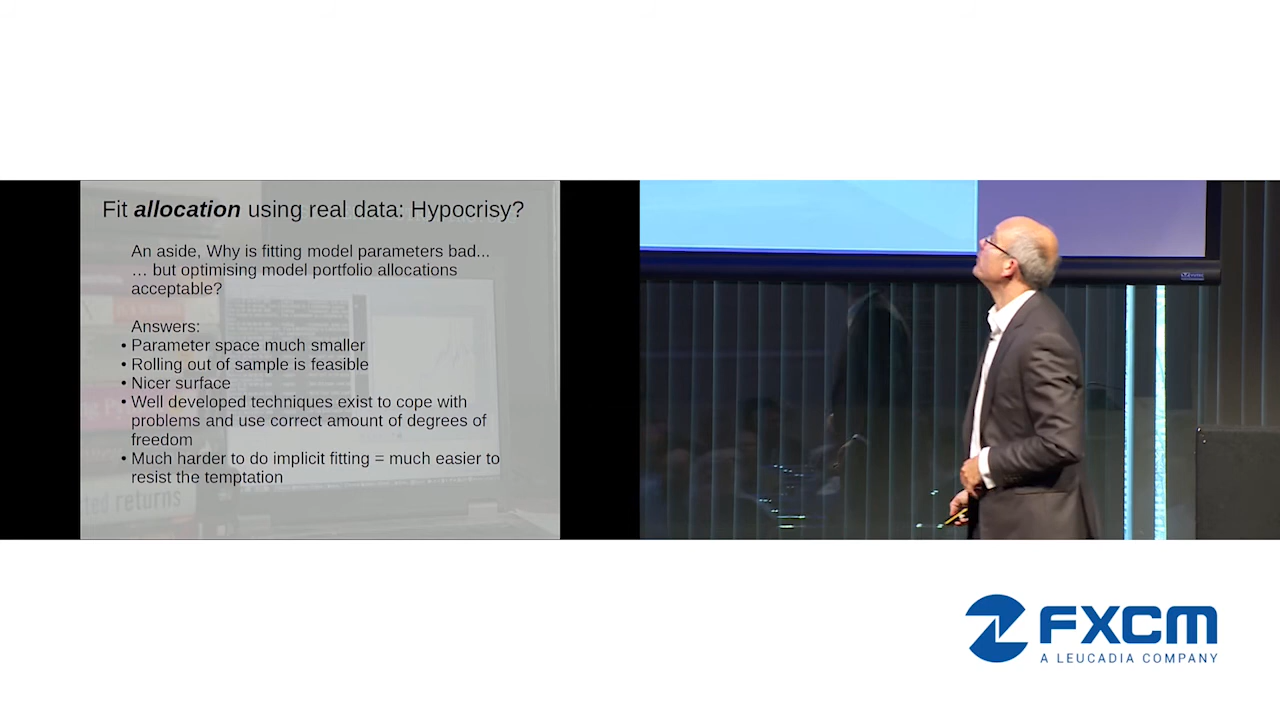 Fit allocation using real data: Hypocrisy?
An aside, Why is fitting model parameters bad...
… but optimising model portfolio allocations
acceptable?
Answers:
• Parameter space much smaller
• Rolling out of sample is feasible
• Nicer surface
• Well developed techniques exist to cope with
problems and use correct amount of degrees of
freedom
• Much harder to do implicit fitting = much easier to
resist the temptation
ted returns
FXCM
A LEUCADIA COMPANY